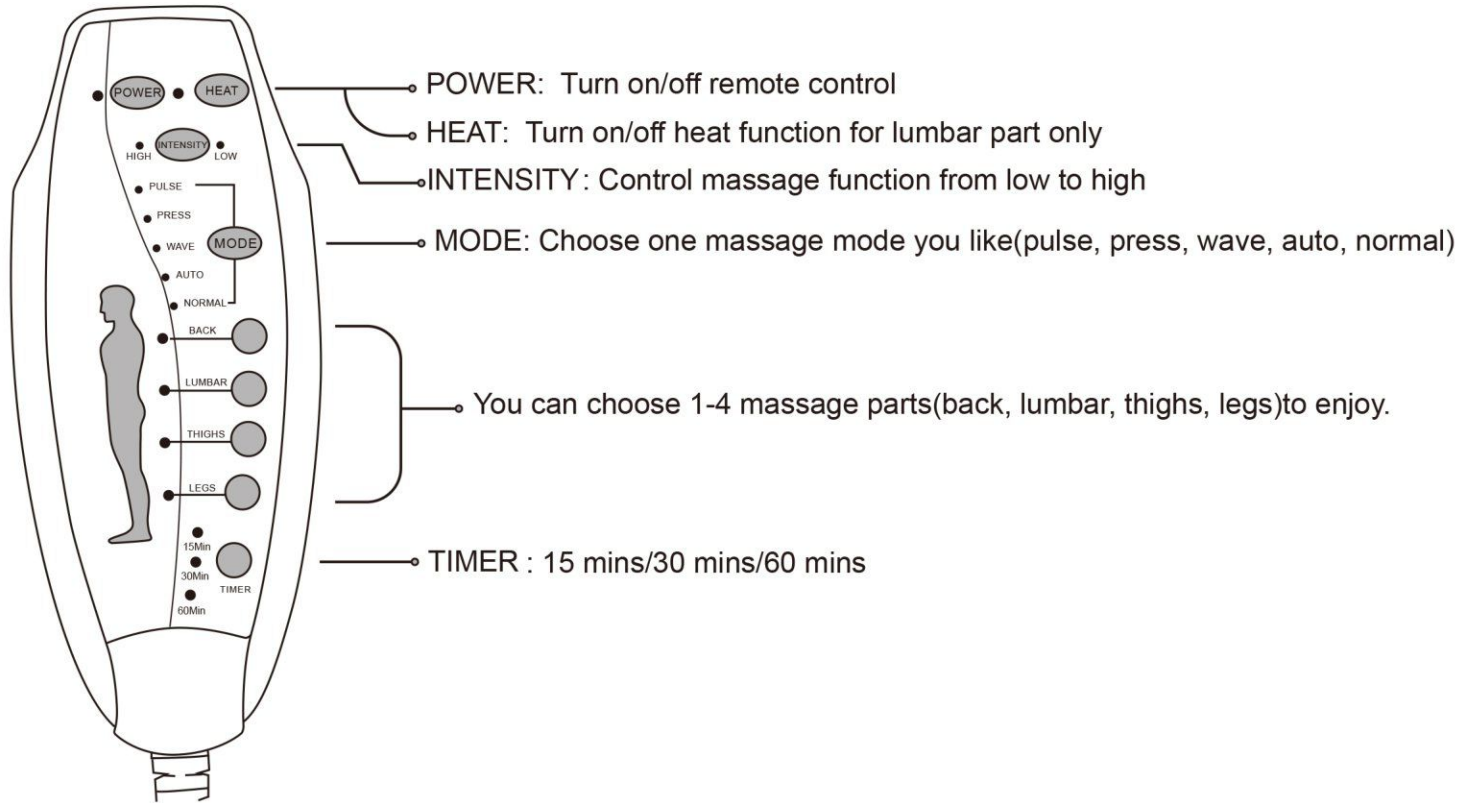 POWER HEAT
HIGH INTENSITY LOW
PULSE
PRESS
WAVE MODE
AUTO
NORMAL
BACK
LUMBAR
THIGHS
LEGS
15Min
30Min
TIMER
60Min
POWER: Turn on/off remote control
HEAT: Turn on/off heat function for lumbar part only
INTENSITY: Control massage function from low to high
MODE: Choose one massage mode you like(pulse, press, wave, auto, normal)
You can choose 1-4 massage parts(back, lumbar, thighs, legs)to enjoy.
TIMER : 15 mins/30 mins/60 mins